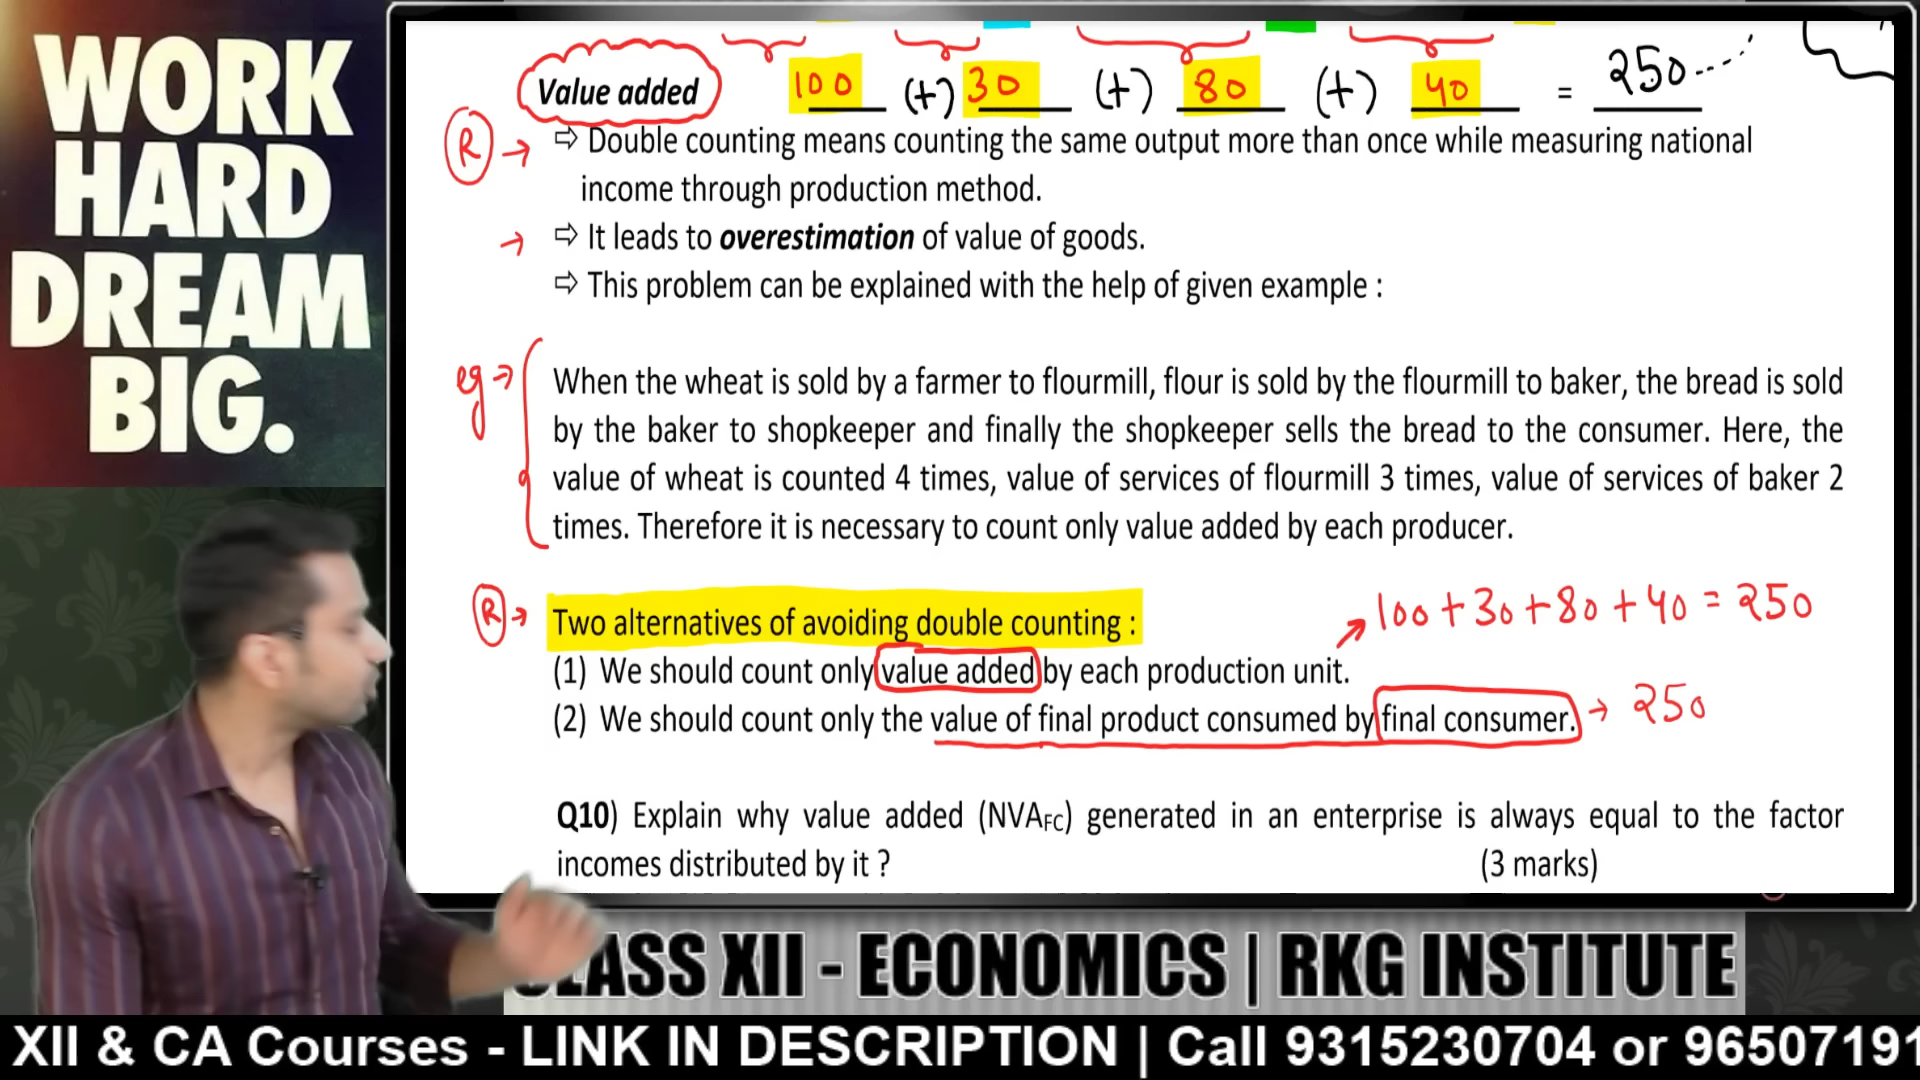 WORK
HARD
DREAM
BIG.
Value added 100 (+) 30 (+) 80 (+) 40 = 250
R → ⇨ Double counting means counting the same output more than once while measuring national
income through production method.
→ ⇨ It leads to overestimation of value of goods.
⇨ This problem can be explained with the help of given example :
eg → When the wheat is sold by a farmer to flourmill, flour is sold by the flourmill to baker, the bread is sold
by the baker to shopkeeper and finally the shopkeeper sells the bread to the consumer. Here, the
value of wheat is counted 4 times, value of services of flourmill 3 times, value of services of baker 2
times. Therefore it is necessary to count only value added by each producer.
R → Two alternatives of avoiding double counting :
→ 100 + 30 + 80 + 40 = 250
(1) We should count only value added by each production unit.
(2) We should count only the value of final product consumed by final consumer. → 250
Q10) Explain why value added (NVAFC) generated in an enterprise is always equal to the factor
incomes distributed by it ? (3 marks)
CLASS XII - ECONOMICS | RKG INSTITUTE
XII & CA Courses - LINK IN DESCRIPTION | Call 9315230704 or 96507191